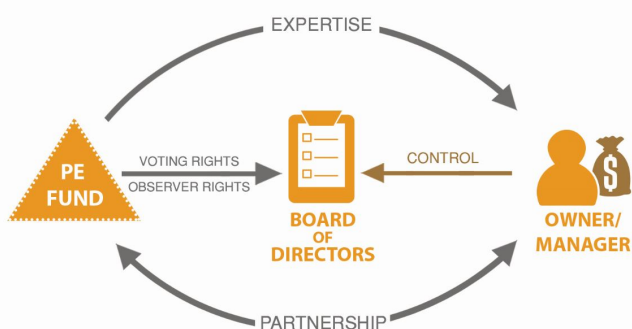 EXPERTISE
PE
FUND
VOTING RIGHTS
OBSERVER RIGHTS
BOARD
OF
DIRECTORS
CONTROL
$
OWNER/
MANAGER
PARTNERSHIP